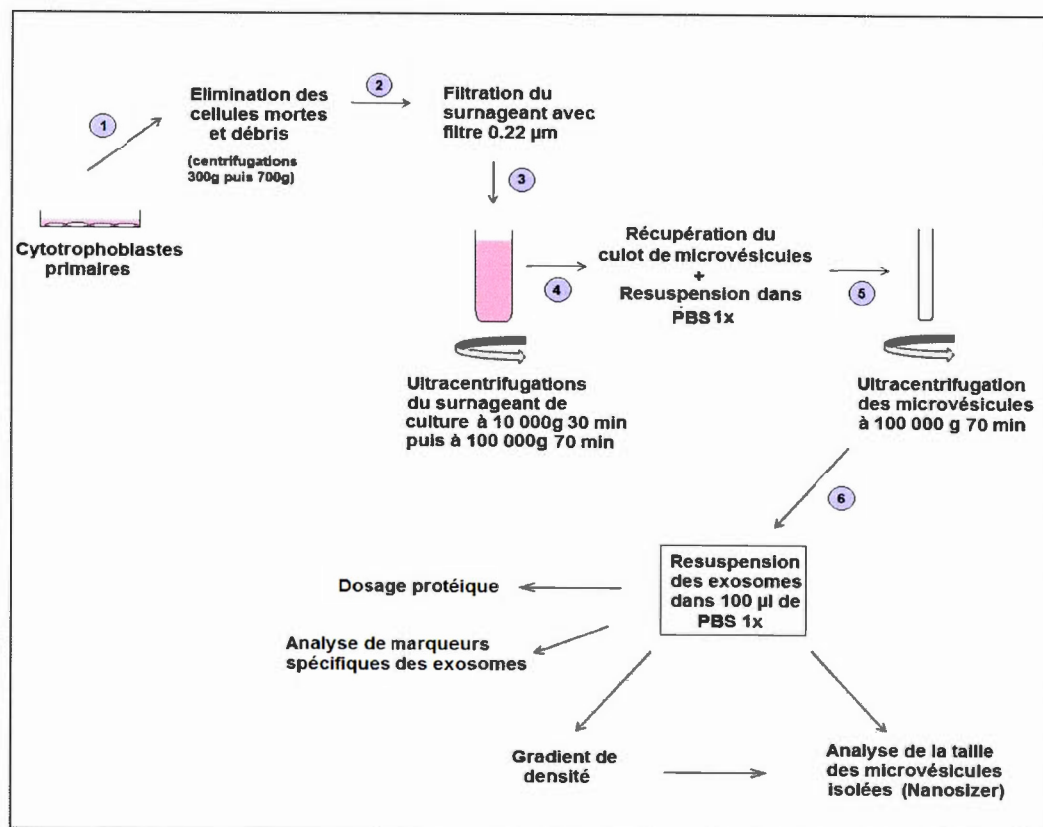 1
Elimination des
cellules mortes
et débris
(centrifugations
300g puis 700g)
2
Filtration du
surnageant avec
filtre 0.22 µm
3
Cytotrophoblastes
primaires
4
Récupération du
culot de microvésicules
+
Resuspension dans
PBS 1x
5
Ultracentrifugations
du surnageant de
culture à 10 000g 30 min
puis à 100 000g 70 min
Ultracentrifugation
des microvésicules
à 100 000 g 70 min
6
Resuspension
des exosomes
dans 100 µl de
PBS 1x
Dosage protéique
Analyse de marqueurs
spécifiques des exosomes
Gradient de
densité
Analyse de la taille
des microvésicules
isolées (Nanosizer)